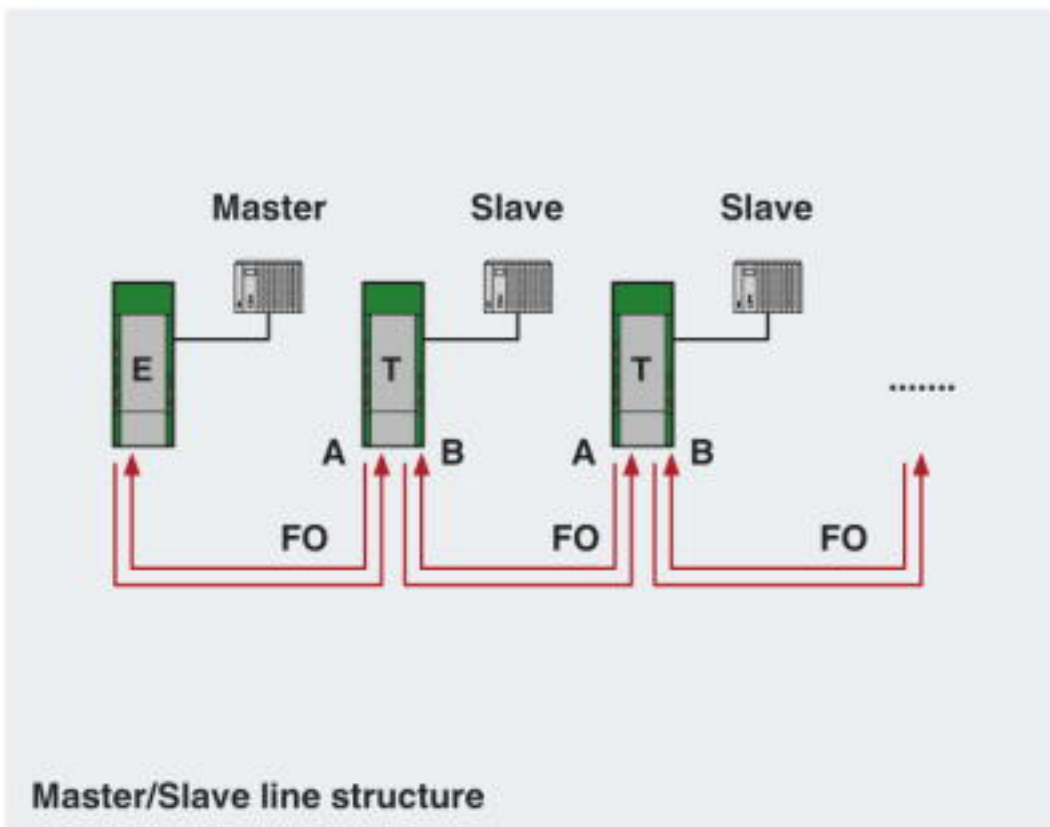 Master Slave Slave
E T T
A B A B
FO FO FO
.......
Master/Slave line structure